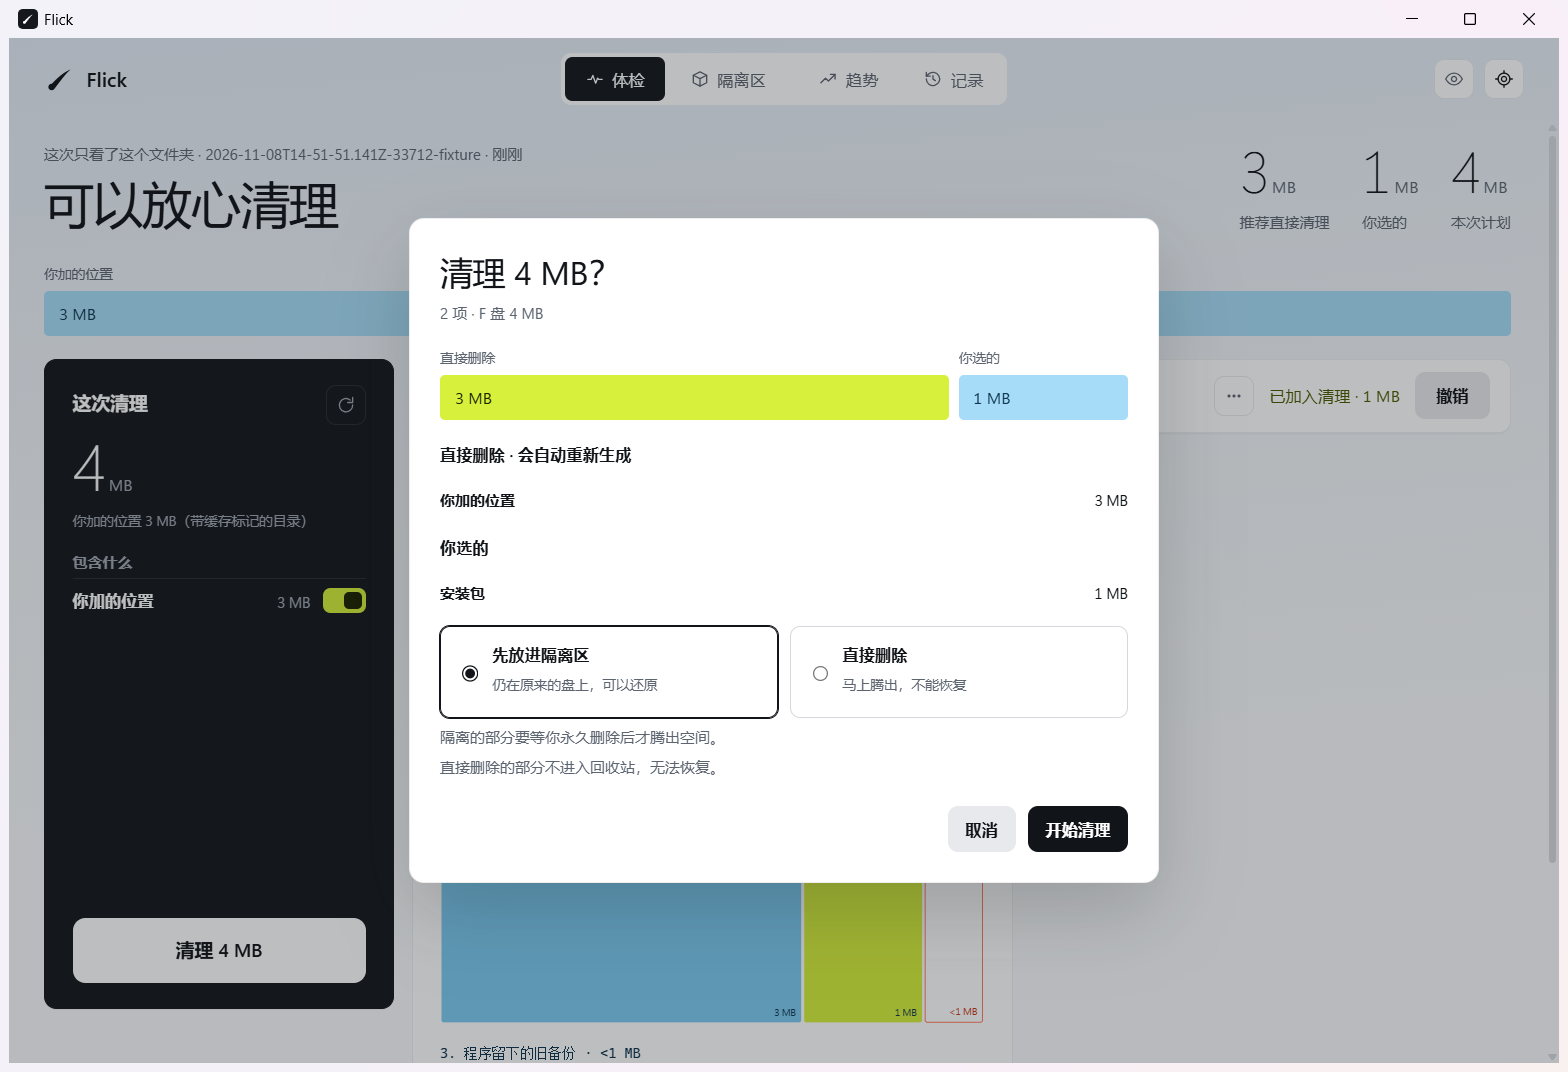 Flick
Flick
体检
隔离区
趋势
记录
这次只看了这个文件夹 · 2026-11-08T14-51-51.141Z-33712-fixture · 刚刚
可以放心清理
3 MB
推荐直接清理
1 MB
你选的
4 MB
本次计划
你加的位置
3 MB
这次清理
4 MB
你加的位置 3 MB（带缓存标记的目录）
包含什么
你加的位置
3 MB
清理 4 MB
已加入清理 · 1 MB
撤销
清理 4 MB？
2 项 · F 盘 4 MB
直接删除
你选的
3 MB
1 MB
直接删除 · 会自动重新生成
你加的位置
3 MB
你选的
安装包
1 MB
先放进隔离区
仍在原来的盘上，可以还原
直接删除
马上腾出，不能恢复
隔离的部分要等你永久删除后才腾出空间。
直接删除的部分不进入回收站，无法恢复。
取消
开始清理
3 MB
1 MB
<1 MB
3. 程序留下的旧备份 · <1 MB